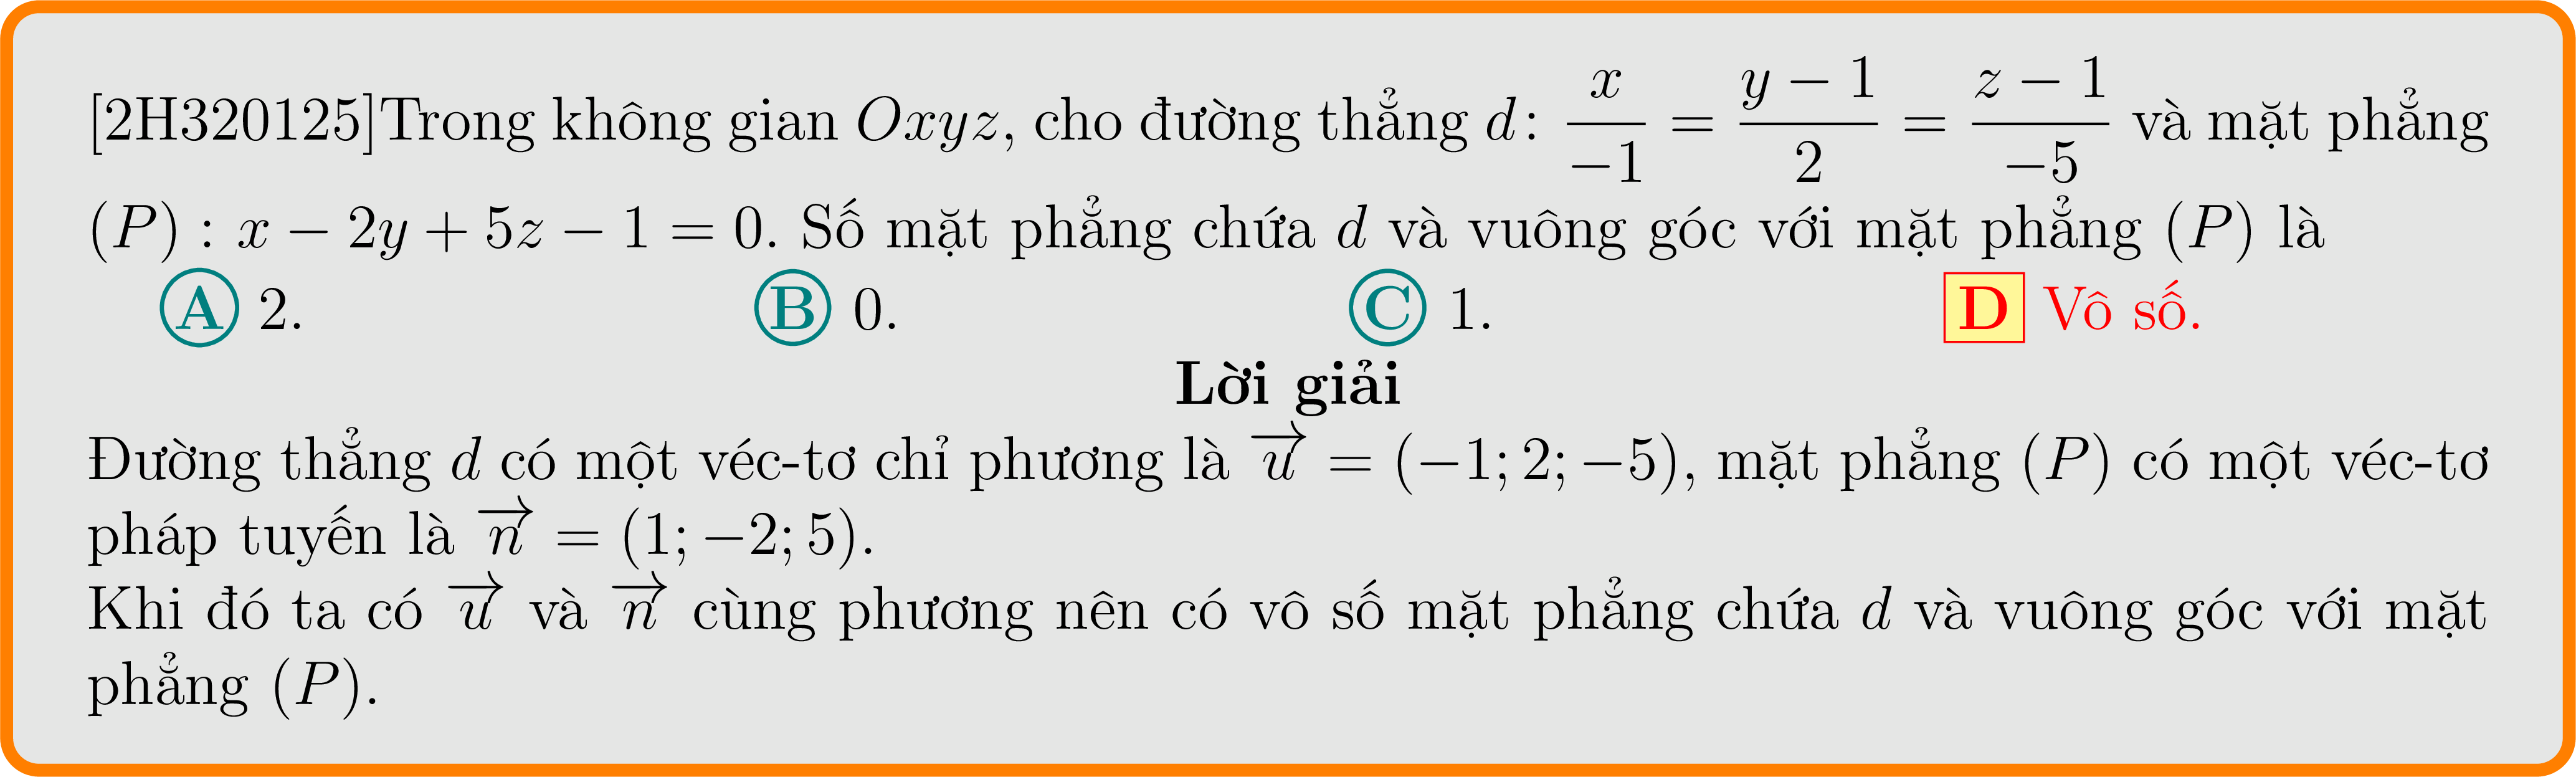 [2H320125]Trong không gian Oxyz, cho đường thẳng d: \frac{x}{-1} = \frac{y - 1}{2} = \frac{z - 1}{-5} và mặt phẳng
(P) : x − 2y + 5z − 1 = 0. Số mặt phẳng chứa d và vuông góc với mặt phẳng (P) là
A 2. B 0. C 1. D Vô số.
Lời giải
Đường thẳng d có một véc-tơ chỉ phương là \overrightarrow{u} = (−1; 2; −5), mặt phẳng (P) có một véc-tơ
pháp tuyến là \overrightarrow{n} = (1; −2; 5).
Khi đó ta có \overrightarrow{u} và \overrightarrow{n} cùng phương nên có vô số mặt phẳng chứa d và vuông góc với mặt
phẳng (P).